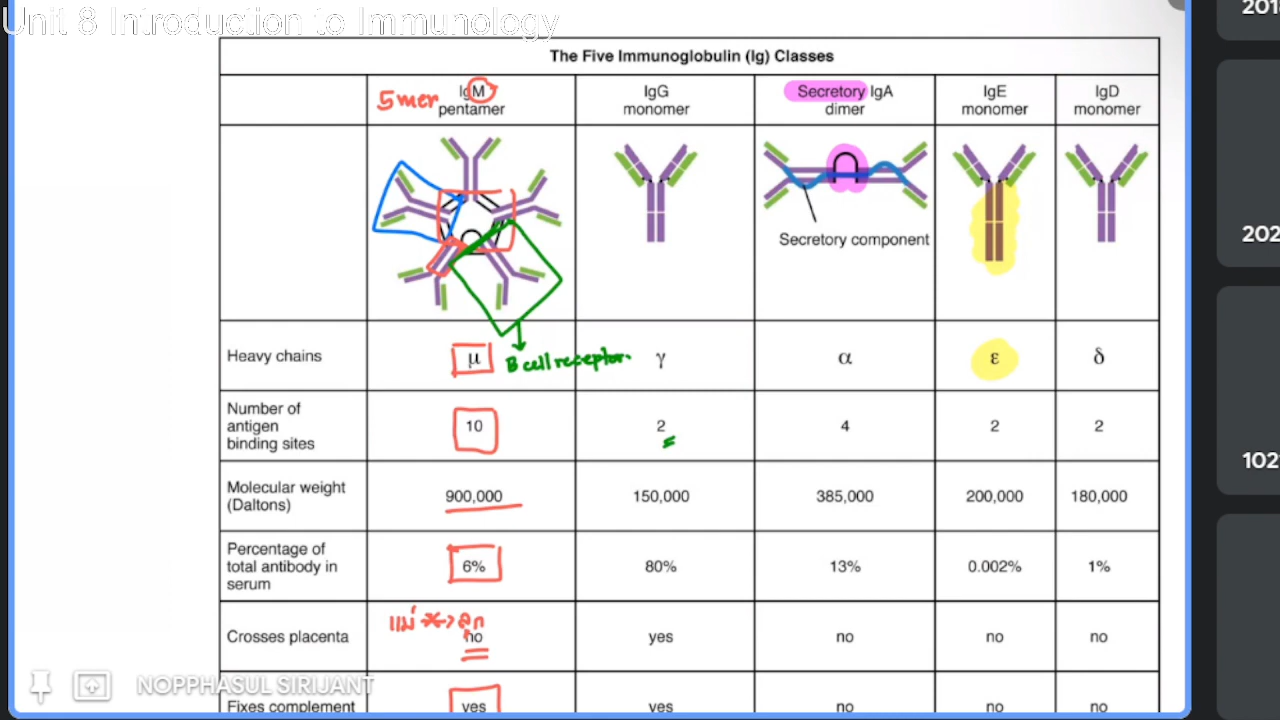 Unit 8 Introduction to Immunology
The Five Immunoglobulin (Ig) Classes
5mer
IgM
pentamer
IgG
monomer
Secretory IgA
dimer
IgE
monomer
IgD
monomer
Secretory component
Heavy chains
μ
B cell receptor.
γ
α
ε
δ
Number of
antigen
binding sites
10
2
4
2
2
Molecular weight
(Daltons)
900,000
150,000
385,000
200,000
180,000
Percentage of
total antibody in
serum
6%
80%
13%
0.002%
1%
แม่ ลูก
Crosses placenta
no
yes
no
no
no
Fixes complement
yes
yes
no
no
no
NOPPHASUL SIRIJANT
201
202
102